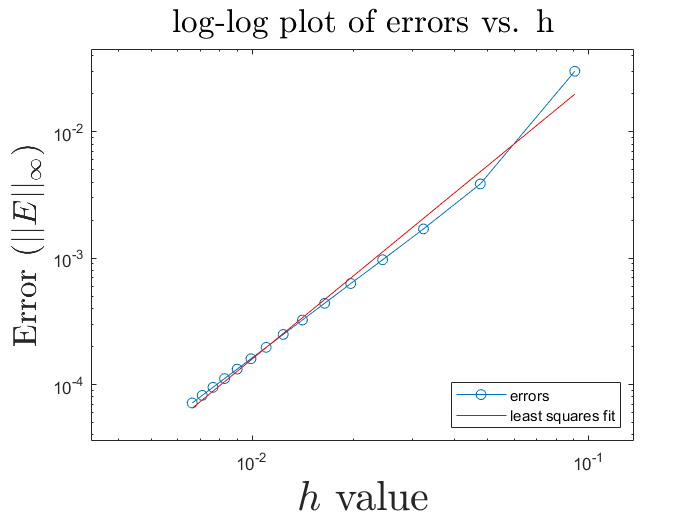 log-log plot of errors vs. h
Error (||E||∞)
10⁻²
10⁻³
10⁻⁴
errors
least squares fit
10⁻²
10⁻¹
h value